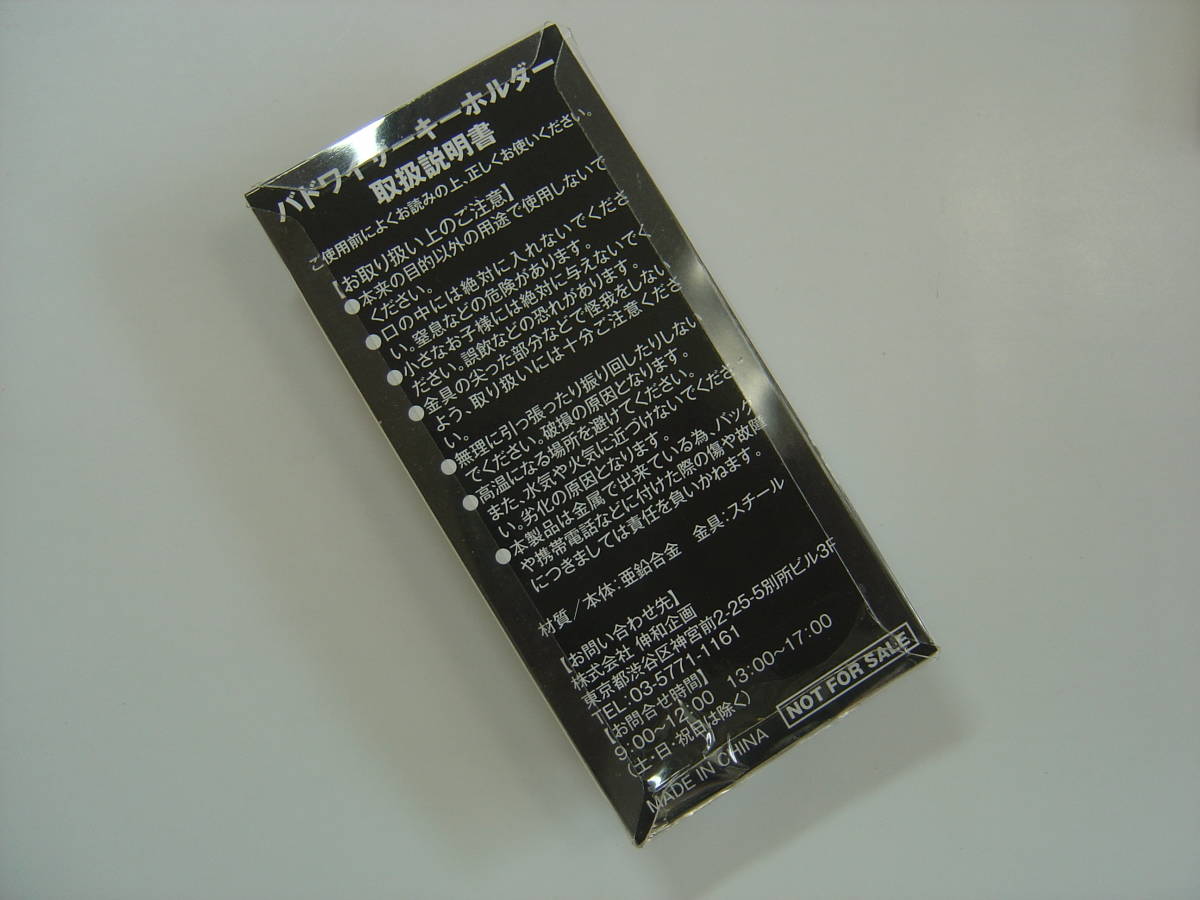 バドワイザーキーホルダー
取扱説明書
ご使用前によくお読みの上、正しくお使いください。
【お取り扱い上のご注意】
●本来の目的以外の用途で使用しないで
ください。
●口の中には絶対に入れないでくださ
い。窒息などの危険があります。
●小さなお子様には絶対に与えないでく
ださい。誤飲などの恐れがあります。
●金具の尖った部分などで怪我をしない
よう、取り扱いには十分ご注意くださ
い。
●無理に引っ張ったり振り回したりしない
でください。破損の原因となります。
●高温になる場所を避けてください。
また、水気や火気に近づけないでくださ
い。劣化の原因となります。
●本製品は金属で出来ている為、バッグ
や携帯電話などに付けた際の傷や故障
につきましては責任を負いかねます。
材質/本体:亜鉛合金 金具:スチール
【お問い合わせ先】
株式会社 伸和企画
東京都渋谷区神宮前2-25-5別所ビル3F
TEL:03-5771-1161
【お問合せ時間】
9:00~12:00 13:00~17:00
(土・日・祝日は除く)
MADE IN CHINA NOT FOR SALE